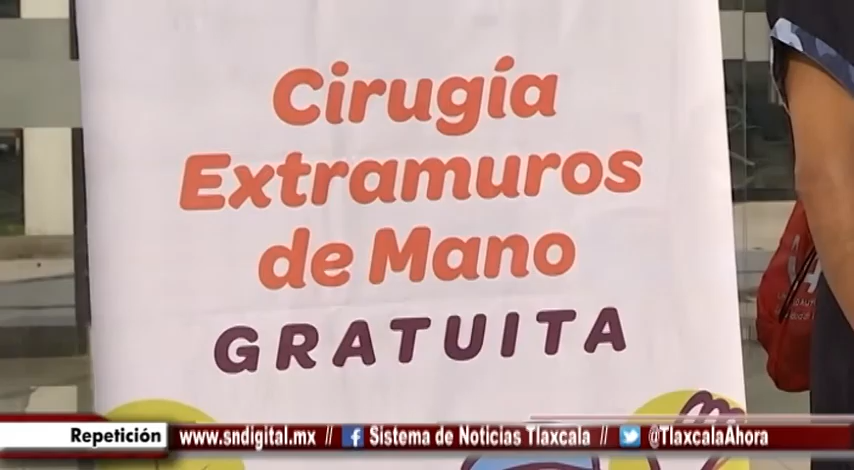 Cirugía
Extramuros
de Mano
GRATUITA
Repetición
www.sndigital.mx // Sistema de Noticias Tlaxcala // @TlaxcalaAhora